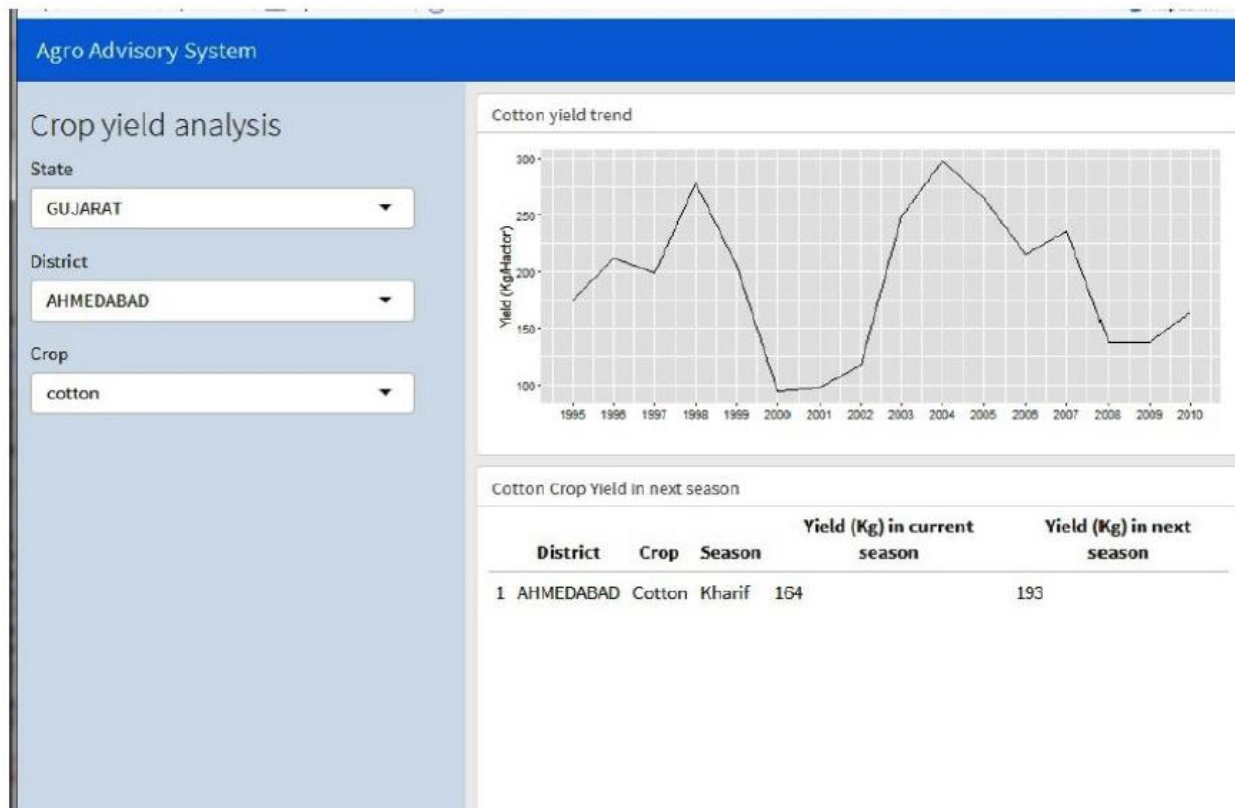 Agro Advisory System
Crop yield analysis
State
GUJARAT
District
AHMEDABAD
Crop
cotton
Cotton yield trend
Yield (Kg/Hactor)
300
250
200
150
100
1995 1996 1997 1998 1999 2000 2001 2002 2003 2004 2005 2006 2007 2008 2009 2010
Cotton Crop Yield in next season
District Crop Season Yield (Kg) in current season Yield (Kg) in next season
1 AHMEDABAD Cotton Kharif 164 193